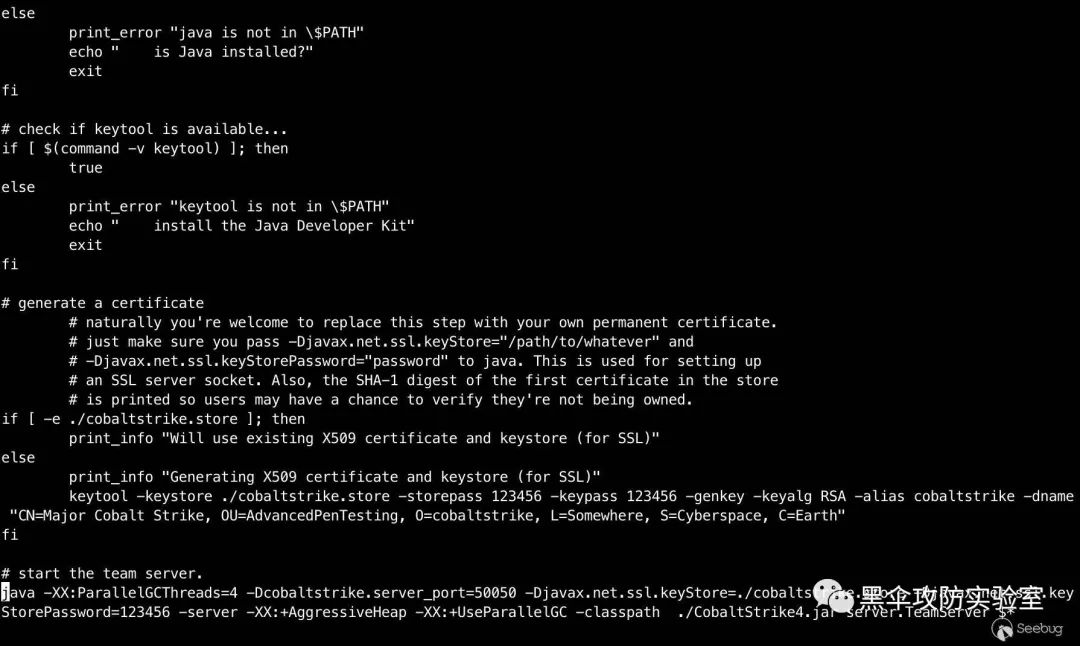 else
        print_error "java is not in \$PATH"
        echo "    is Java installed?"
        exit
fi

# check if keytool is available...
if [ $(command -v keytool) ]; then
        true
else
        print_error "keytool is not in \$PATH"
        echo "    install the Java Developer Kit"
        exit
fi

# generate a certificate
        # naturally you're welcome to replace this step with your own permanent certificate.
        # just make sure you pass -Djavax.net.ssl.keyStore="/path/to/whatever" and
        # -Djavax.net.ssl.keyStorePassword="password" to java. This is used for setting up
        # an SSL server socket. Also, the SHA-1 digest of the first certificate in the store
        # is printed so users may have a chance to verify they're not being owned.
if [ -e ./cobaltstrike.store ]; then
        print_info "Will use existing X509 certificate and keystore (for SSL)"
else
        print_info "Generating X509 certificate and keystore (for SSL)"
        keytool -keystore ./cobaltstrike.store -storepass 123456 -keypass 123456 -genkey -keyalg RSA -alias cobaltstrike -dname
 "CN=Major Cobalt Strike, OU=AdvancedPenTesting, O=cobaltstrike, L=Somewhere, S=Cyberspace, C=Earth"
fi

# start the team server.
java -XX:ParallelGCThreads=4 -Dcobaltstrike.server_port=50050 -Djavax.net.ssl.keyStore=./cobaltstrike.store key
StorePassword=123456 -server -XX:+AggressiveHeap -XX:+UseParallelGC -classpath  ./CobaltStrike4.jar server.TeamServer $*
黑伞攻防实验室
Seebug